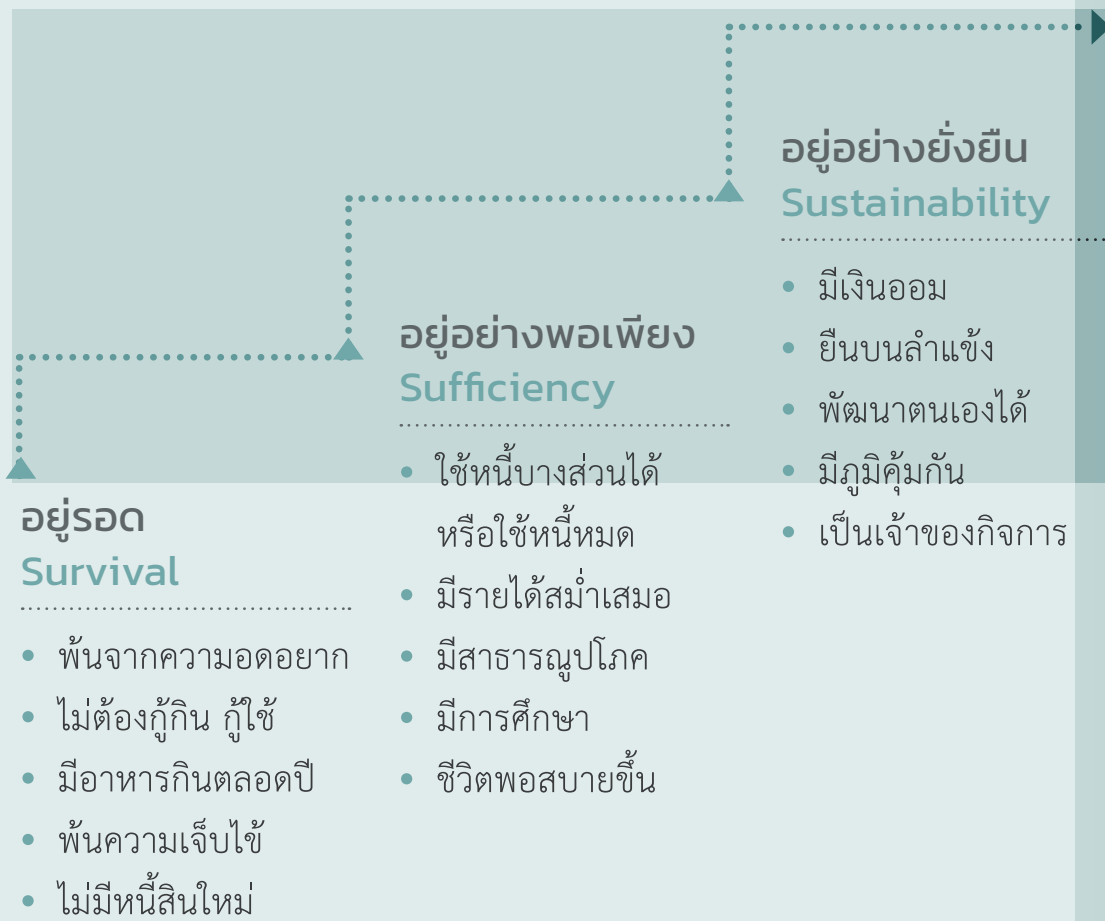 อยู่รอด
Survival
• พ้นจากความอดอยาก
• ไม่ต้องกู้กิน กู้ใช้
• มีอาหารกินตลอดปี
• พ้นความเจ็บไข้
• ไม่มีหนี้สินใหม่
อยู่อย่างพอเพียง
Sufficiency
• ใช้หนี้บางส่วนได้
หรือใช้หนี้หมด
• มีรายได้สม่ำเสมอ
• มีสาธารณูปโภค
• มีการศึกษา
• ชีวิตพอสบายขึ้น
อยู่อย่างยั่งยืน
Sustainability
• มีเงินออม
• ยืนบนลำแข้ง
• พัฒนาตนเองได้
• มีภูมิคุ้มกัน
• เป็นเจ้าของกิจการ